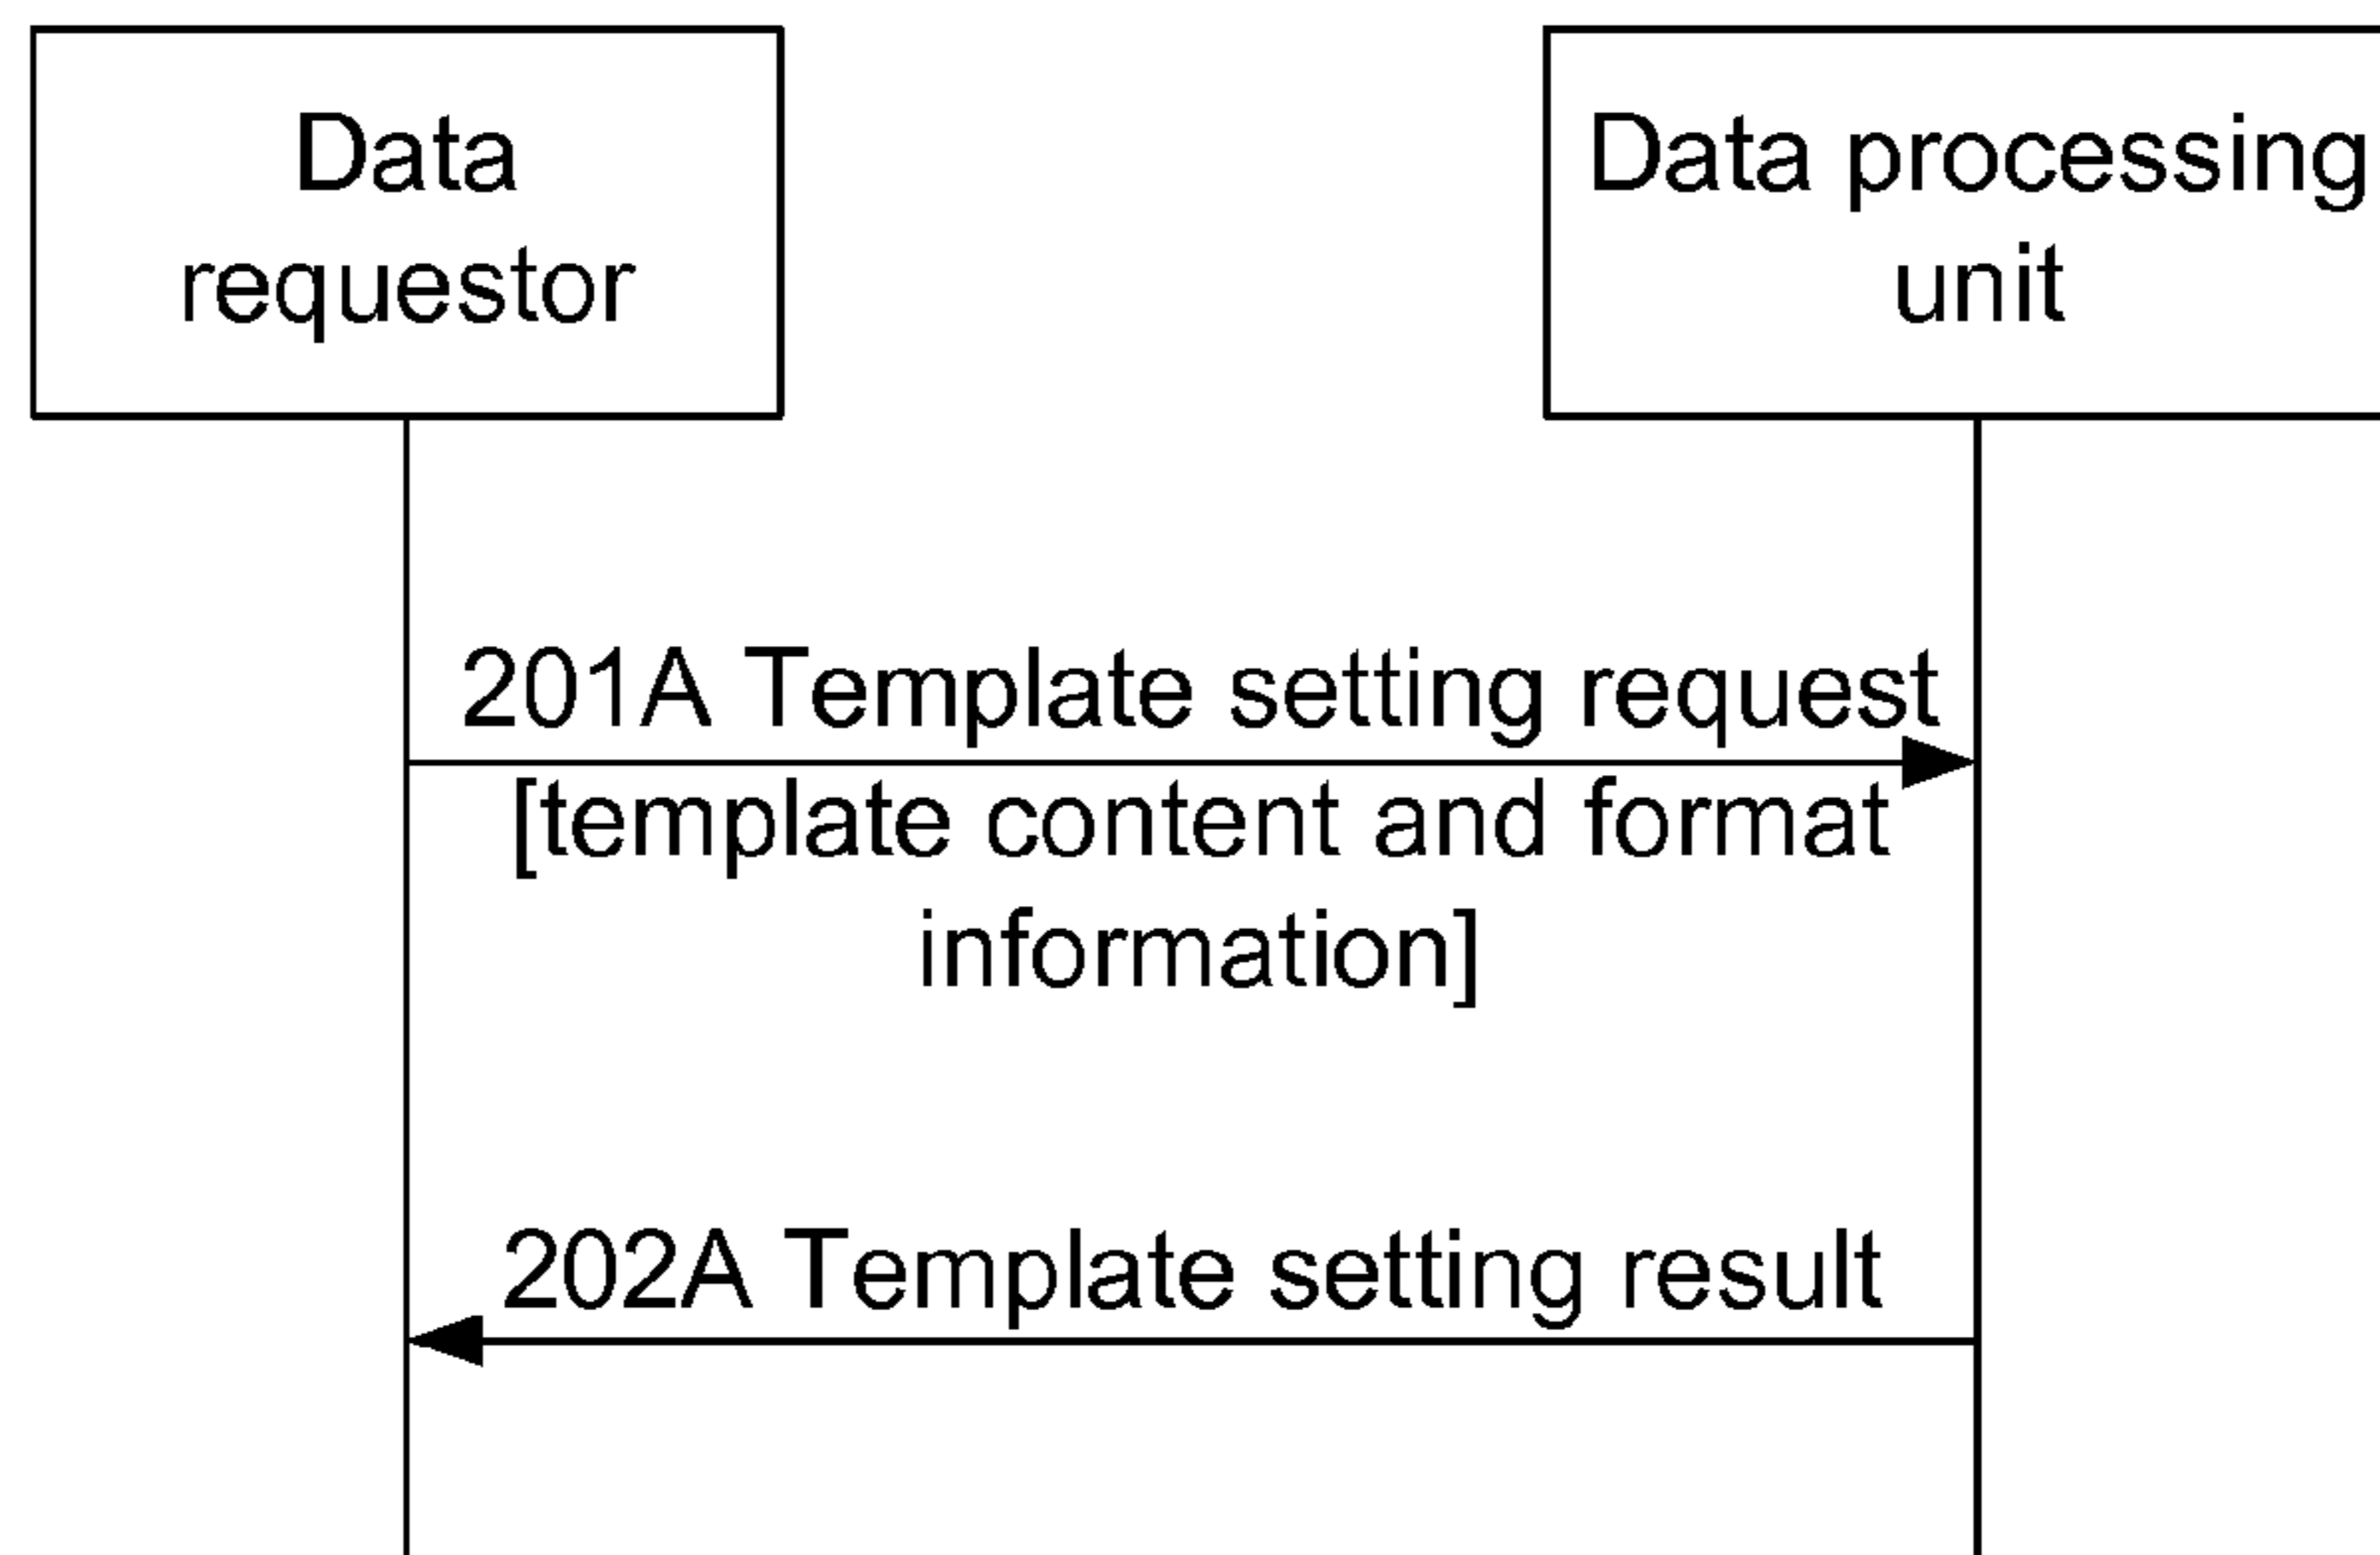 Data
requestor
Data processing
unit
201A Template setting request
[template content and format
information]
202A Template setting result